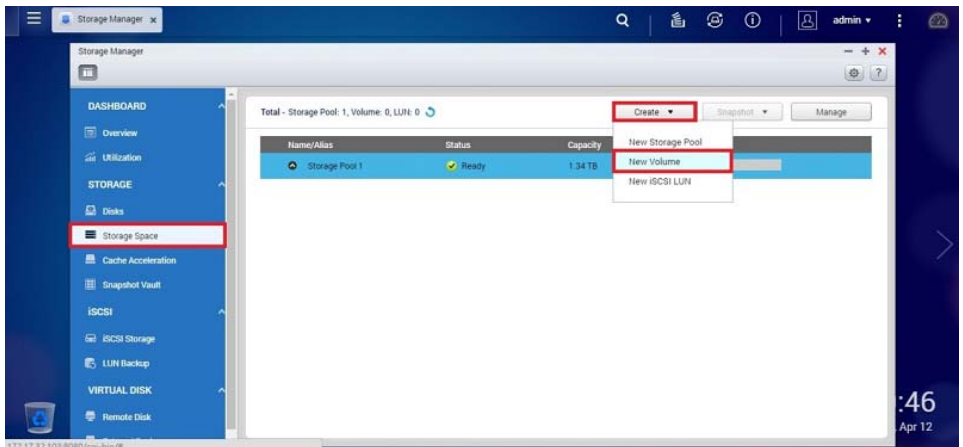 Storage Manager x
admin
Storage Manager
DASHBOARD
Overview
Utilization
STORAGE
Disks
Storage Space
Cache Acceleration
Snapshot Vault
iSCSI
iSCSI Storage
LUN Backup
VIRTUAL DISK
Remote Disk
Total - Storage Pool: 1, Volume: 0, LUN: 0
Create
Snapshot
Manage
Name/Alias Status Capacity
Storage Pool 1 Ready 1.34 TB
New Storage Pool
New Volume
New iSCSI LUN
:46
Apr 12